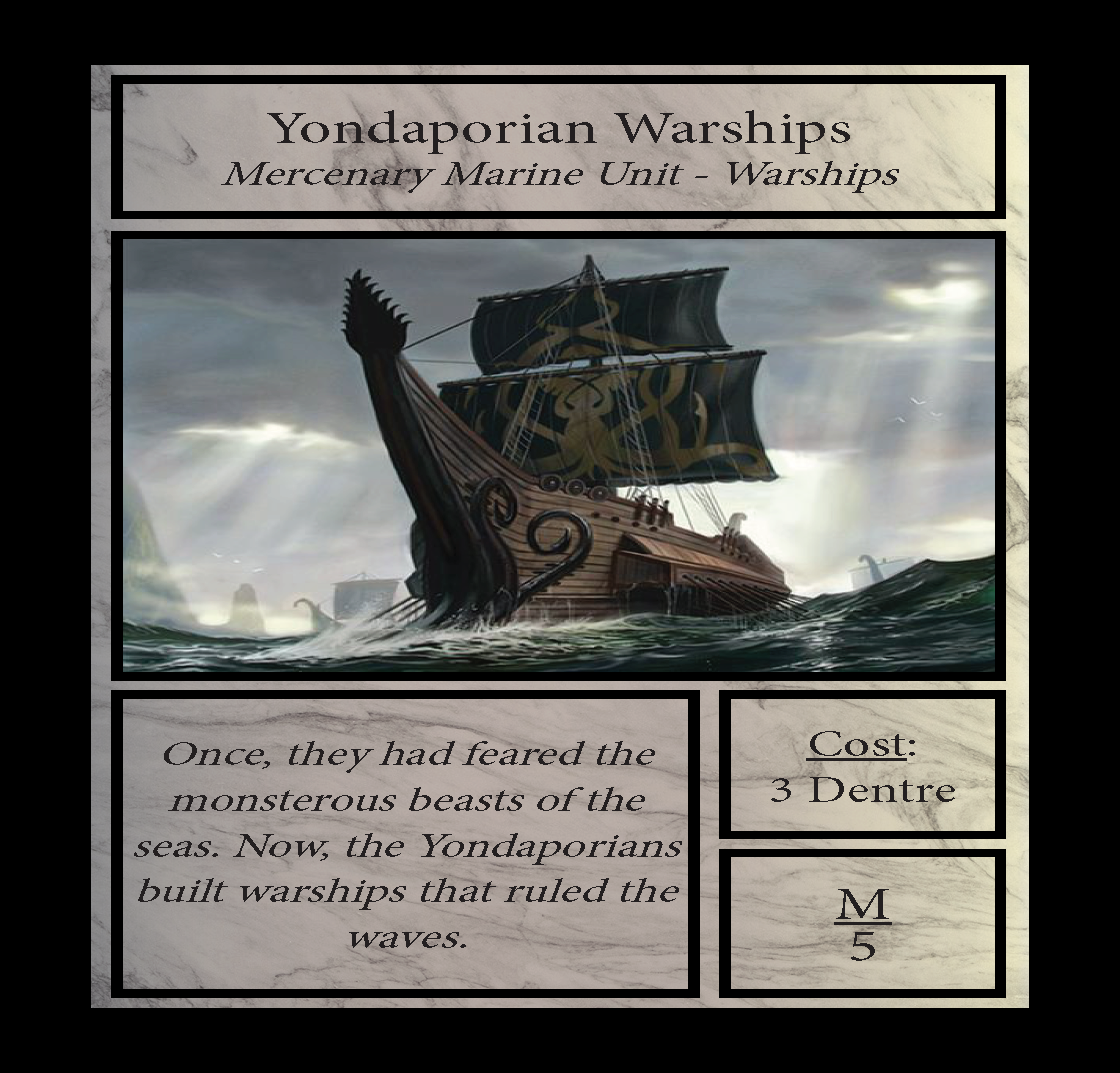 Yondaporian Warships
Mercenary Marine Unit - Warships
Once, they had feared the
monsterous beasts of the
seas. Now, the Yondaporians
built warships that ruled the
waves.
Cost:
3 Dentre
M
5